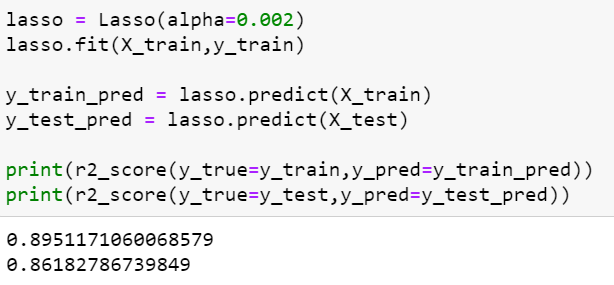 lasso = Lasso(alpha=0.002)
lasso.fit(X_train,y_train)
y_train_pred = lasso.predict(X_train)
y_test_pred = lasso.predict(X_test)
print(r2_score(y_true=y_train,y_pred=y_train_pred))
print(r2_score(y_true=y_test,y_pred=y_test_pred))
0.8951171060068579
0.86182786739849